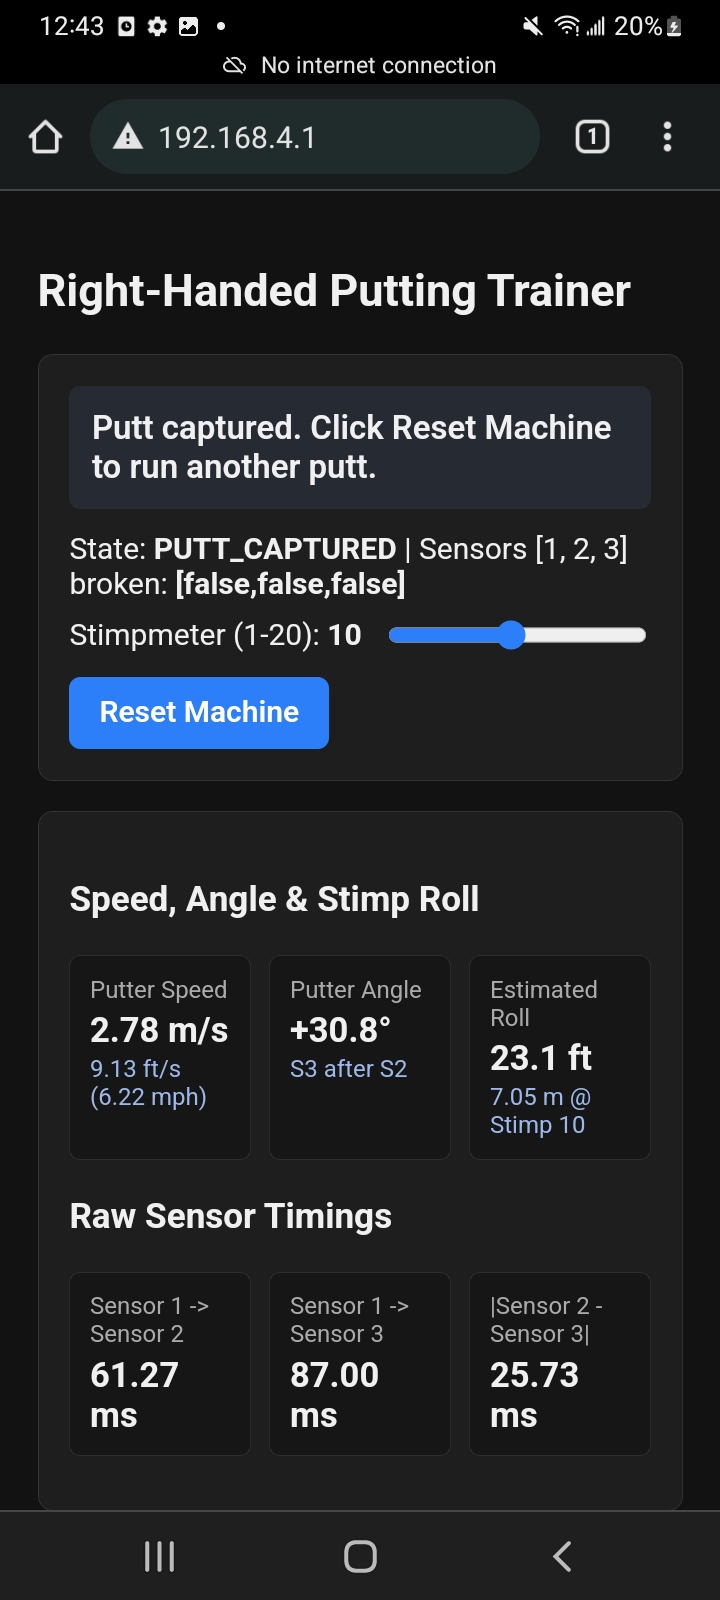 12:43
20%
No internet connection
192.168.4.1
1
Right-Handed Putting Trainer
Putt captured. Click Reset Machine
to run another putt.
State: PUTT_CAPTURED | Sensors [1, 2, 3]
broken: [false,false,false]
Stimpmeter (1-20): 10
Reset Machine
Speed, Angle & Stimp Roll
Putter Speed
2.78 m/s
9.13 ft/s
(6.22 mph)
Putter Angle
+30.8°
S3 after S2
Estimated
Roll
23.1 ft
7.05 m @
Stimp 10
Raw Sensor Timings
Sensor 1 ->
Sensor 2
61.27
ms
Sensor 1 ->
Sensor 3
87.00
ms
|Sensor 2 -
Sensor 3|
25.73
ms